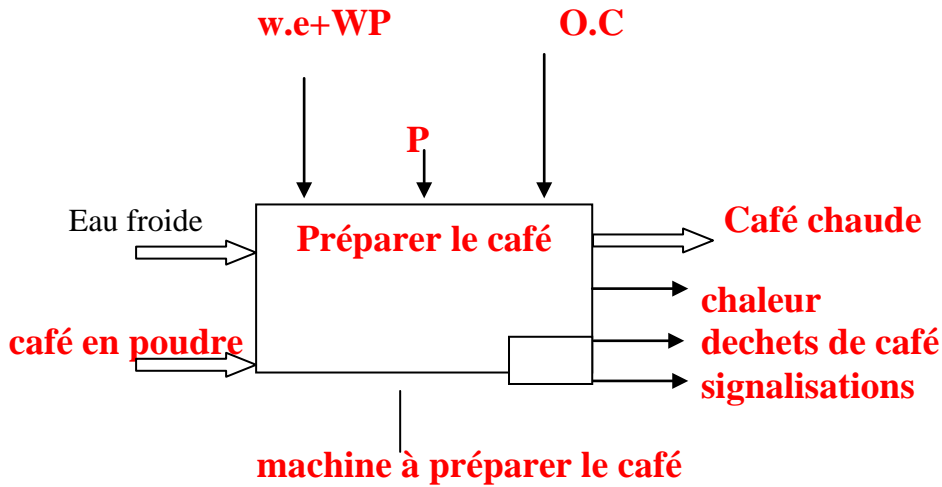 w.e+WP
O.C
P
Eau froide
Préparer le café
Café chaude
café en poudre
chaleur
dechets de café
signalisations
machine à préparer le café